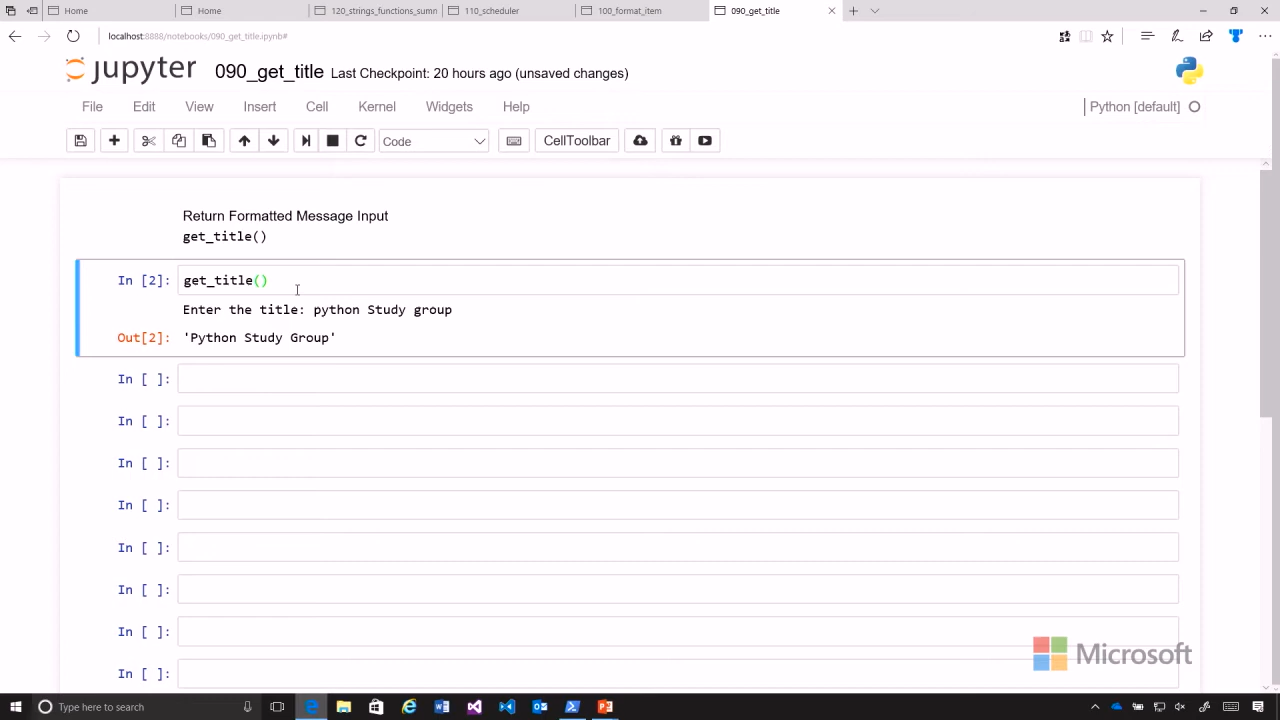 Home
Home
120_strings_functions_sumn
110_scheduler
100_format_item
090_get_title
localhost:8888/notebooks/090_get_title.ipynb#
jupyter 090_get_title Last Checkpoint: 20 hours ago (unsaved changes)
File Edit View Insert Cell Kernel Widgets Help
Python [default]
Code
CellToolbar
Return Formatted Message Input
get_title()
In [2]: get_title()
Enter the title: python Study group
Out[2]: 'Python Study Group'
In [ ]:
In [ ]:
In [ ]:
In [ ]:
In [ ]:
In [ ]:
In [ ]:
In [ ]:
Microsoft
Type here to search